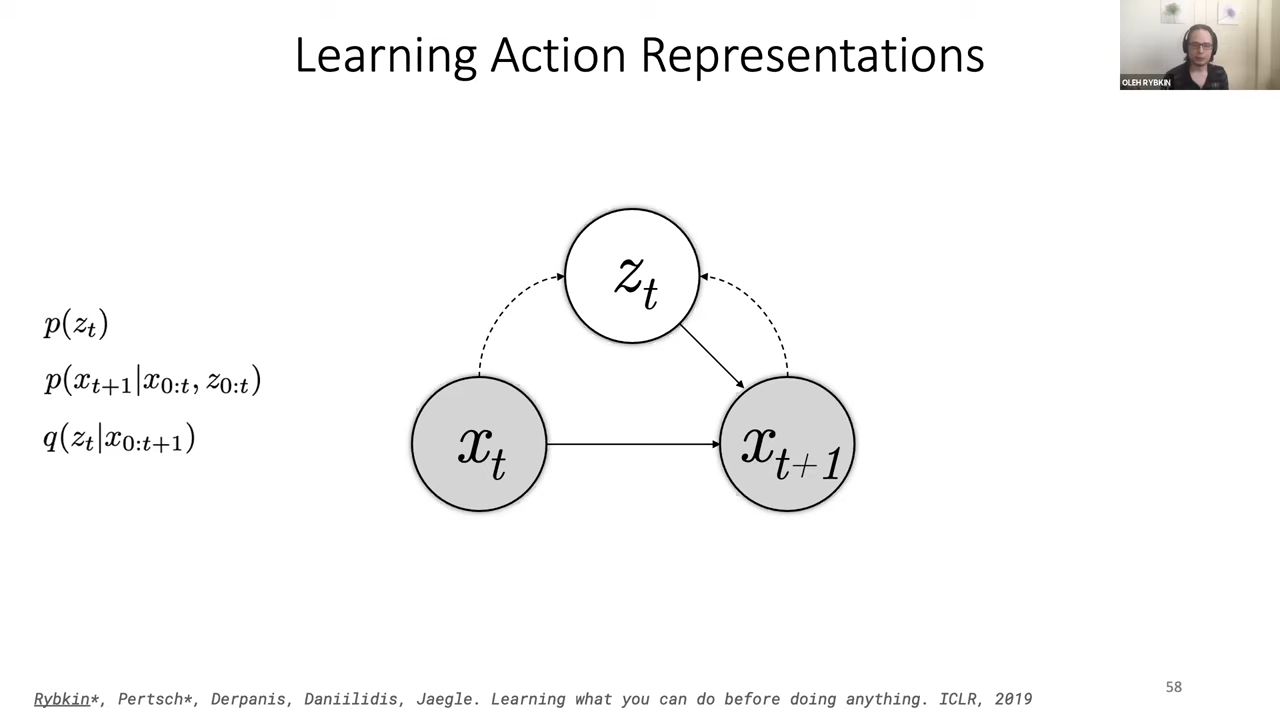 Learning Action Representations
OLEH RYBKIN
z_t
p(z_t)
p(x_{t+1}|x_{0:t}, z_{0:t})
q(z_t|x_{0:t+1})
x_t
x_{t+1}
58
Rybkin*, Pertsch*, Derpanis, Daniilidis, Jaegle. Learning what you can do before doing anything. ICLR, 2019